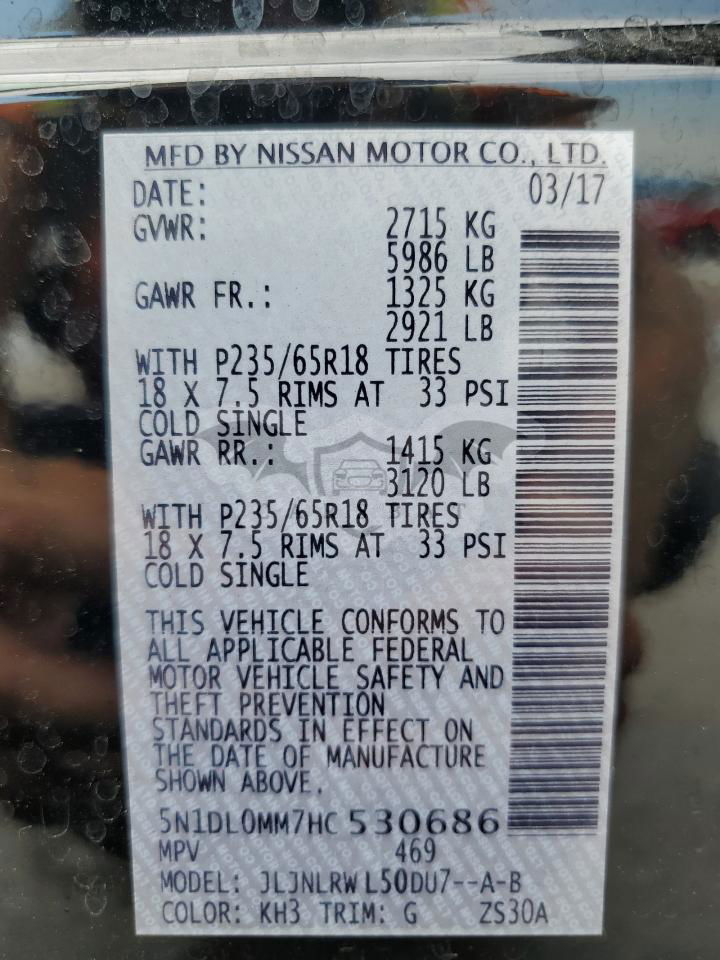 MFD BY NISSAN MOTOR CO., LTD.
DATE: 03/17
GVWR: 2715 KG
5986 LB
GAWR FR.: 1325 KG
2921 LB
WITH P235/65R18 TIRES
18 X 7.5 RIMS AT 33 PSI
COLD SINGLE
GAWR RR.: 1415 KG
3120 LB
WITH P235/65R18 TIRES
18 X 7.5 RIMS AT 33 PSI
COLD SINGLE
THIS VEHICLE CONFORMS TO
ALL APPLICABLE FEDERAL
MOTOR VEHICLE SAFETY AND
THEFT PREVENTION
STANDARDS IN EFFECT ON
THE DATE OF MANUFACTURE
SHOWN ABOVE.
5N1DL0MM7HC 530686
MPV 469
MODEL: JLJNLRW L50DU7--A-B
COLOR: KH3 TRIM: G ZS30A